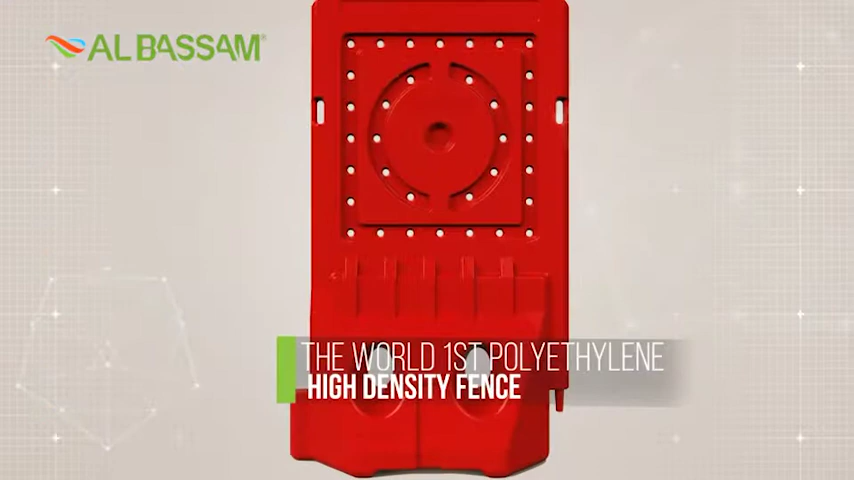 AL BASSAM®
THE WORLD 1ST POLYETHYLENE
HIGH DENSITY FENCE